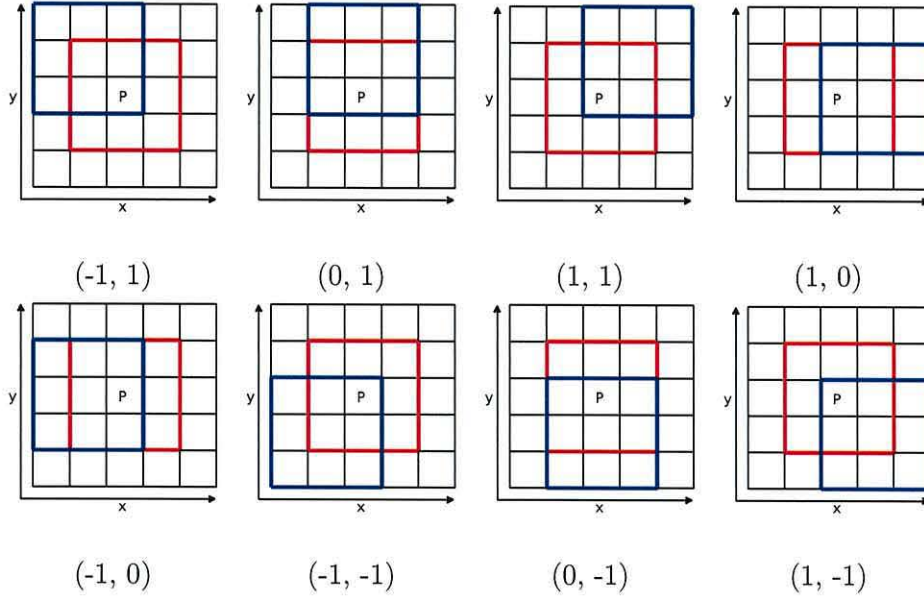 y P y P y P y P
x x x x
(-1, 1) (0, 1) (1, 1) (1, 0)
y P y P y P y P
x x x x
(-1, 0) (-1, -1) (0, -1) (1, -1)